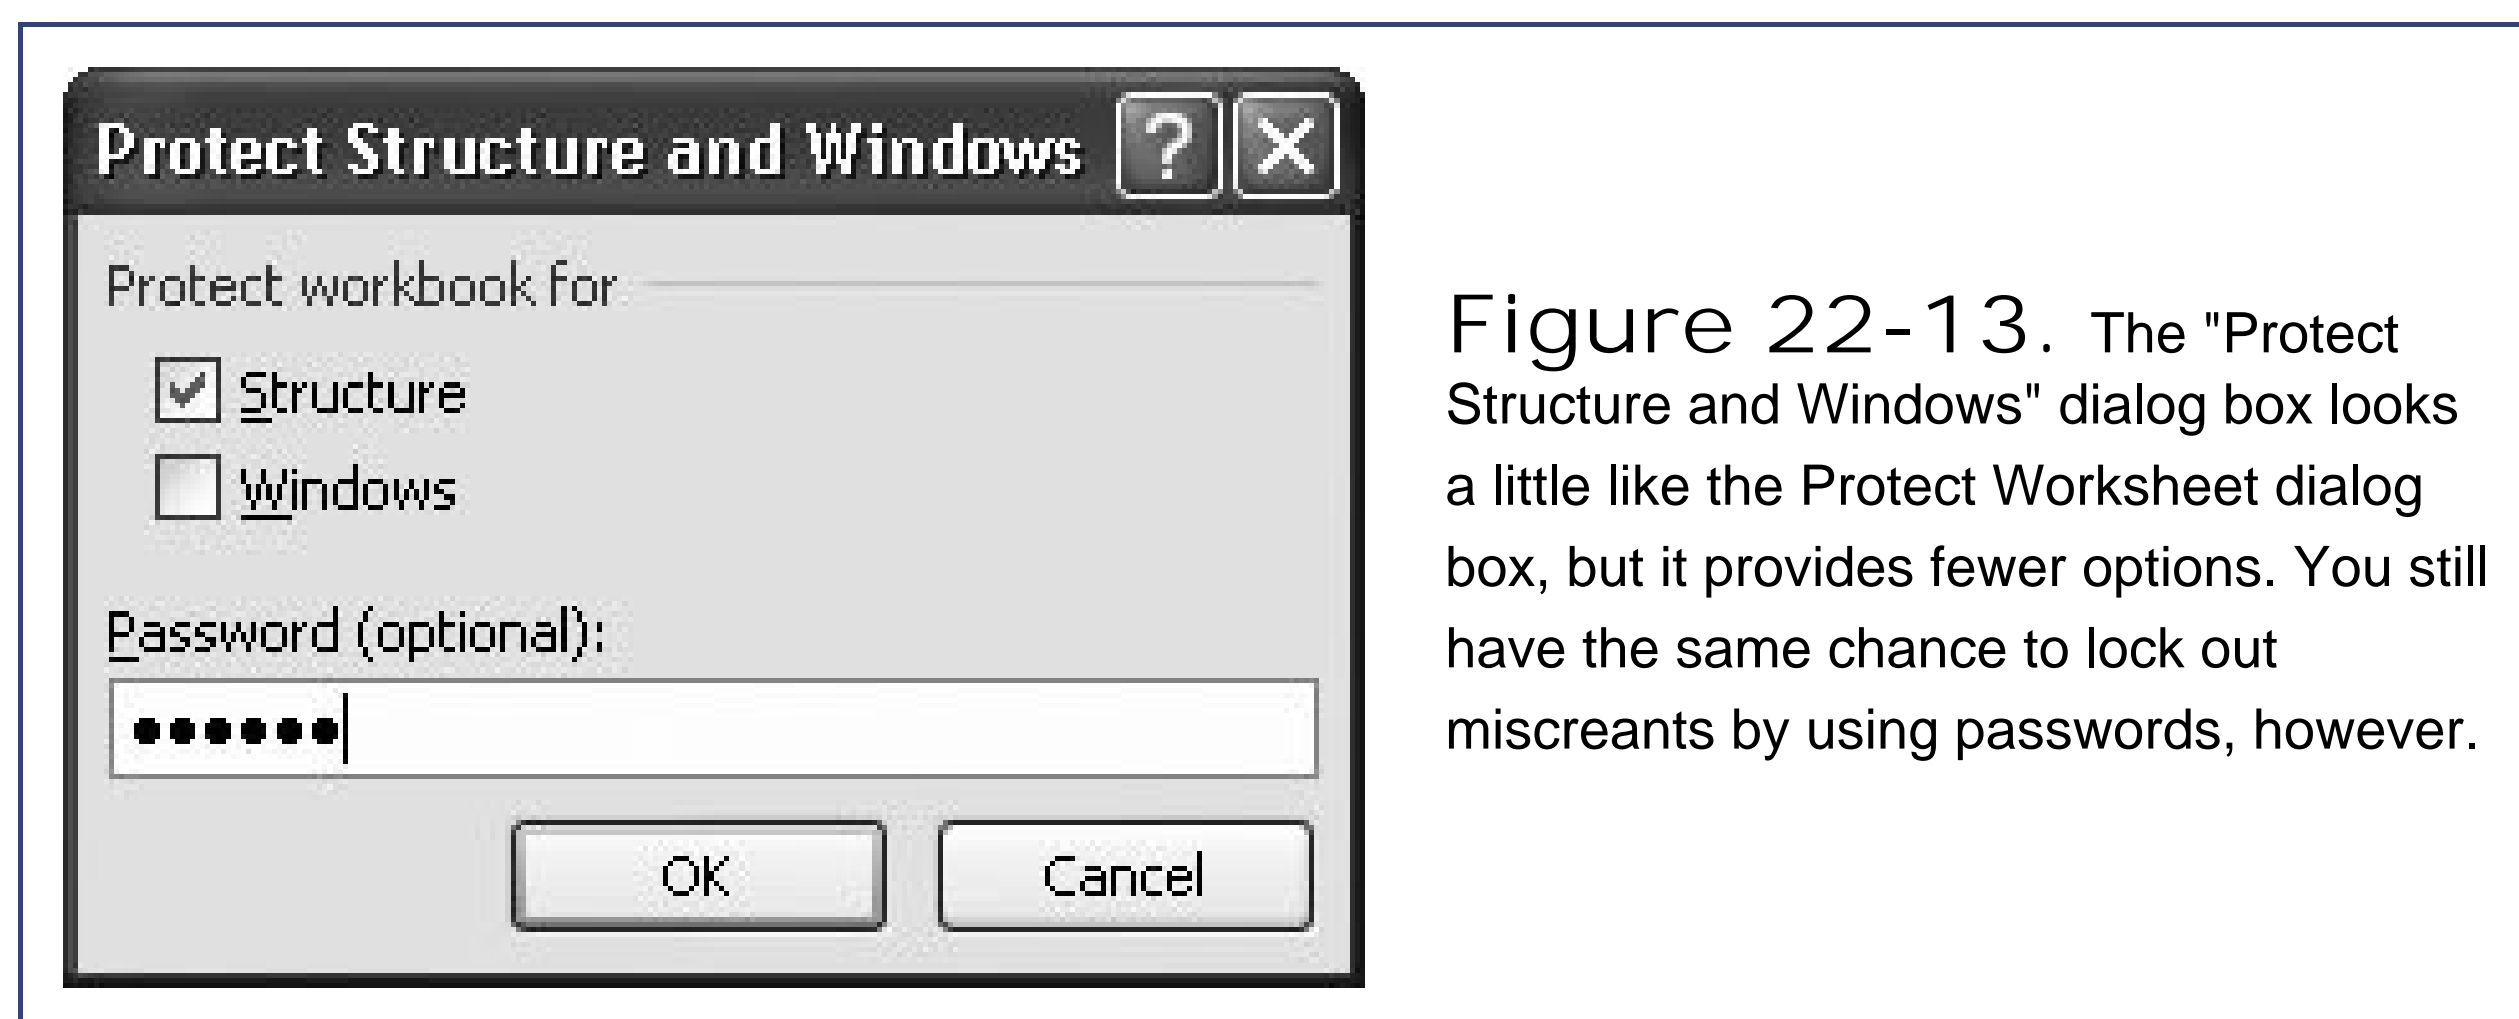 Protect Structure and Windows
Protect workbook for
Structure
Windows
Password (optional):
••••••
OK Cancel
Figure 22-13. The "Protect
Structure and Windows" dialog box looks
a little like the Protect Worksheet dialog
box, but it provides fewer options. You still
have the same chance to lock out
miscreants by using passwords, however.